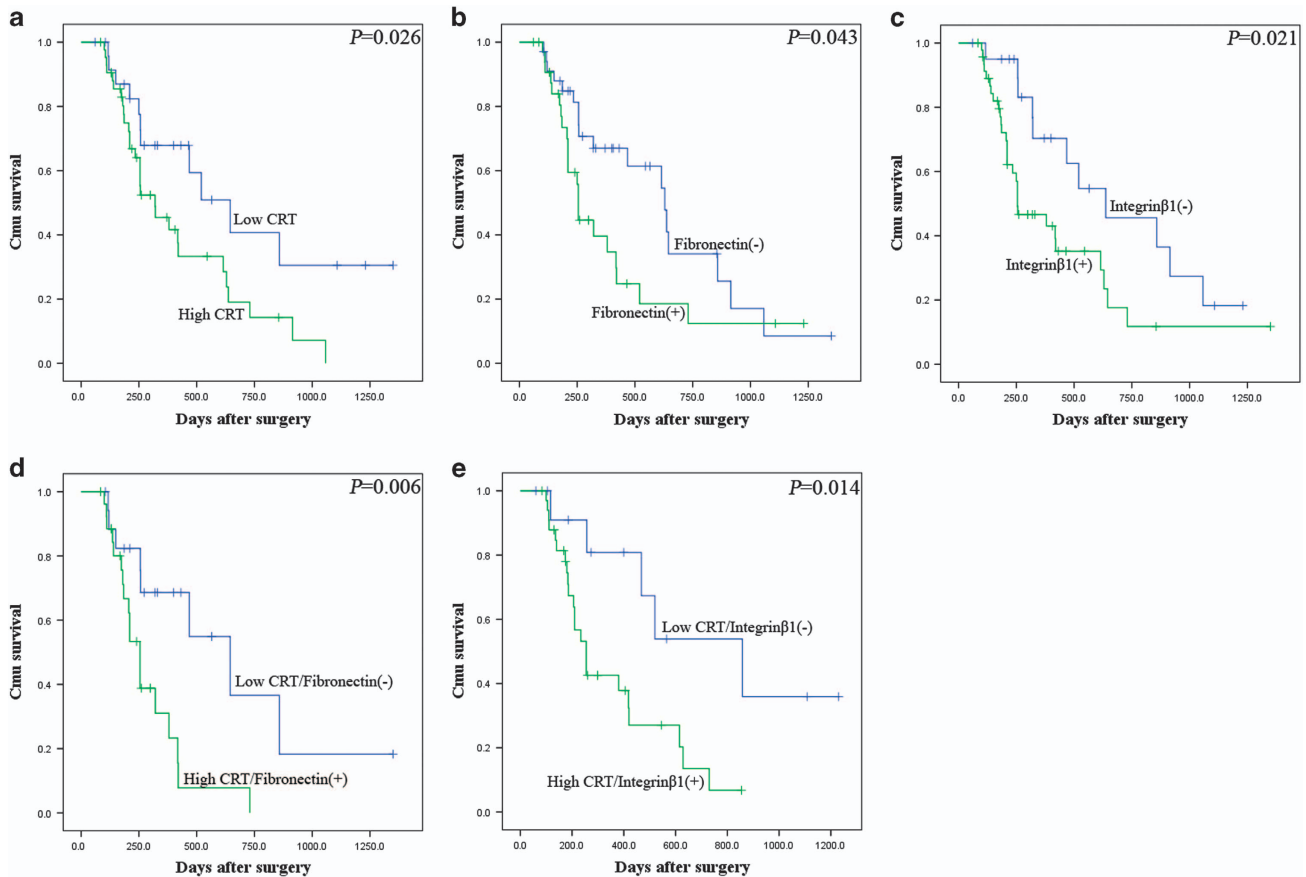 a
P=0.026
1.0
0.8
0.6
0.4
0.2
0.0
Cmu survival
Low CRT
High CRT
0.0 250.0 500.0 750.0 1000.0 1250.0
Days after surgery
b
P=0.043
1.0
0.8
0.6
0.4
0.2
0.0
Cmu survival
Fibronectin(-)
Fibronectin(+)
0.0 250.0 500.0 750.0 1000.0 1250.0
Days after surgery
c
P=0.021
1.0
0.8
0.6
0.4
0.2
0.0
Cmu survival
Integrinβ1(-)
Integrinβ1(+)
0.0 250.0 500.0 750.0 1000.0 1250.0
Days after surgery
d
P=0.006
1.0
0.8
0.6
0.4
0.2
0.0
Cmu survival
Low CRT/Fibronectin(-)
High CRT/Fibronectin(+)
0.0 250.0 500.0 750.0 1000.0 1250.0
Days after surgery
e
P=0.014
1.0
0.8
0.6
0.4
0.2
0.0
Cmu survival
Low CRT/Integrinβ1(-)
High CRT/Integrinβ1(+)
0.0 200.0 400.0 600.0 800.0 1000.0 1200.0
Days after surgery